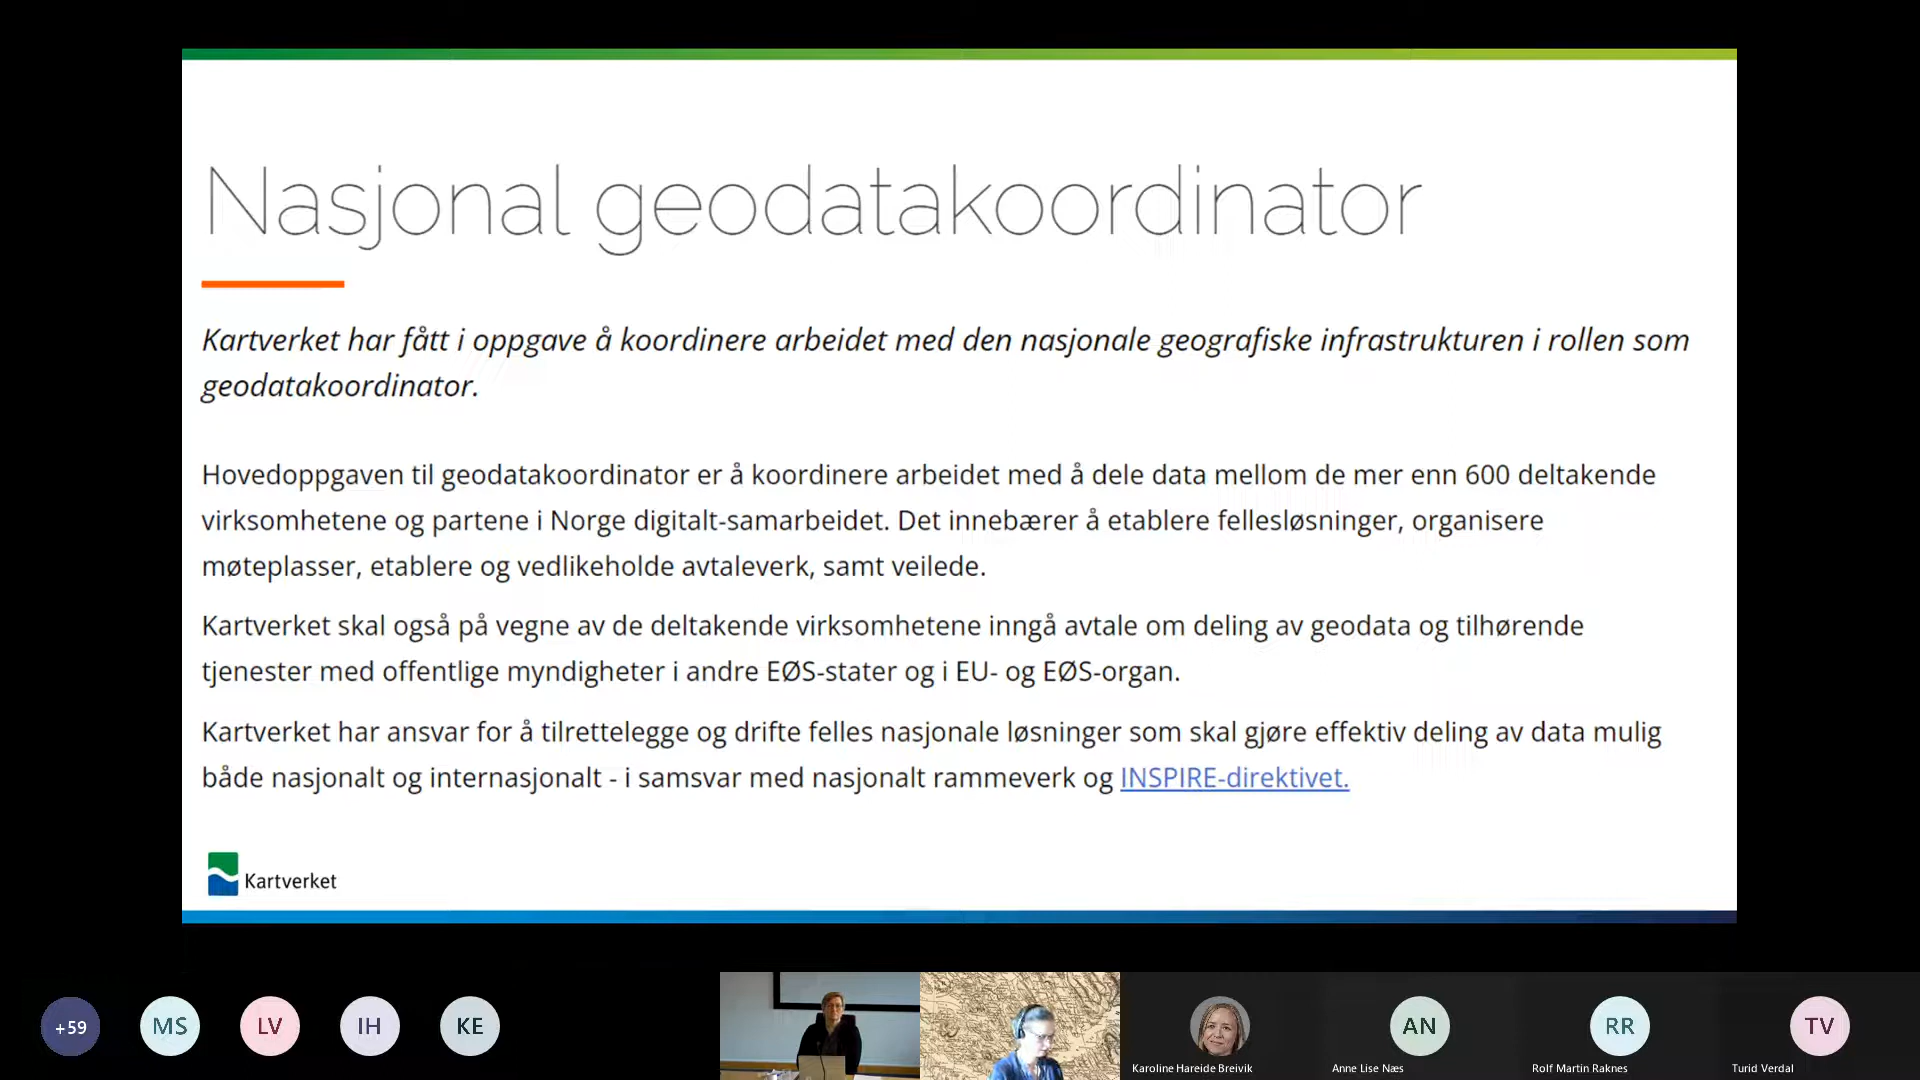 Nasjonal geodatakoordinator
Kartverket har fått i oppgave å koordinere arbeidet med den nasjonale geografiske infrastrukturen i rollen som
geodatakoordinator.
Hovedoppgaven til geodatakoordinator er å koordinere arbeidet med å dele data mellom de mer enn 600 deltakende
virksomhetene og partene i Norge digitalt-samarbeidet. Det innebærer å etablere fellesløsninger, organisere
møteplasser, etablere og vedlikeholde avtaleverk, samt veilede.
Kartverket skal også på vegne av de deltakende virksomhetene inngå avtale om deling av geodata og tilhørende
tjenester med offentlige myndigheter i andre EØS-stater og i EU- og EØS-organ.
Kartverket har ansvar for å tilrettelegge og drifte felles nasjonale løsninger som skal gjøre effektiv deling av data mulig
både nasjonalt og internasjonalt - i samsvar med nasjonalt rammeverk og INSPIRE-direktivet.
Kartverket
+59
MS
LV
IH
KE
AN
RR
TV
Karoline Hareide Breivik
Anne Lise Næs
Rolf Martin Raknes
Turid Verdal